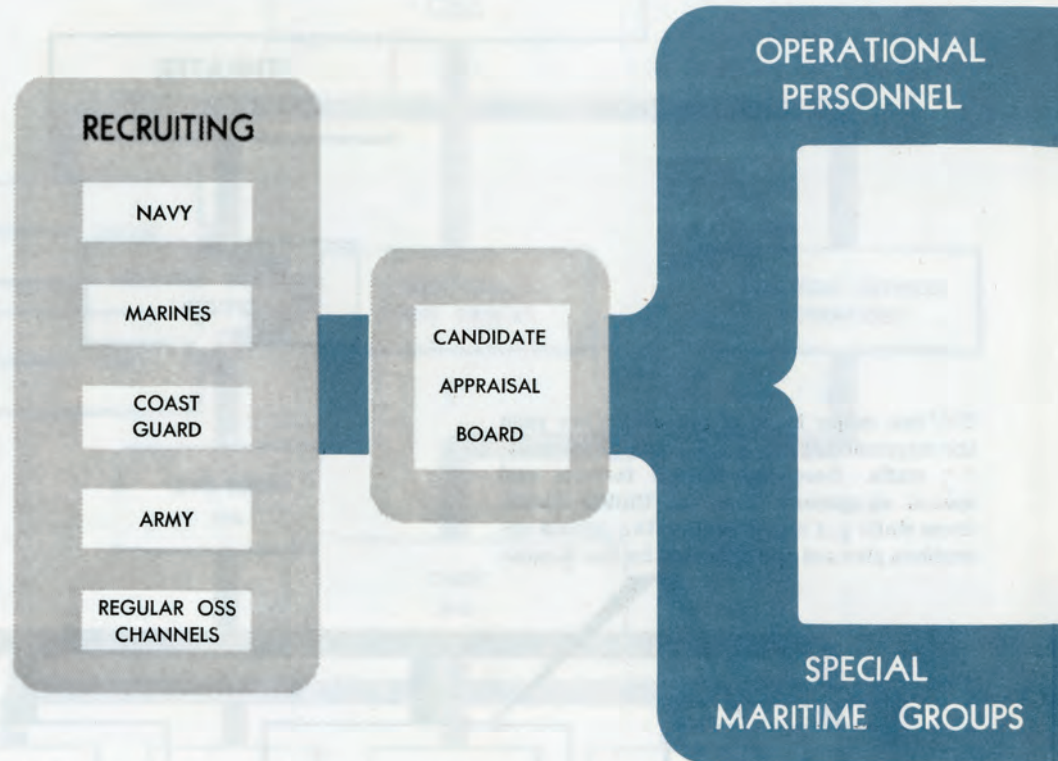 RECRUITING
NAVY
MARINES
COAST
GUARD
ARMY
REGULAR OSS
CHANNELS
CANDIDATE
APPRAISAL
BOARD
OPERATIONAL
PERSONNEL
SPECIAL
MARITIME GROUPS